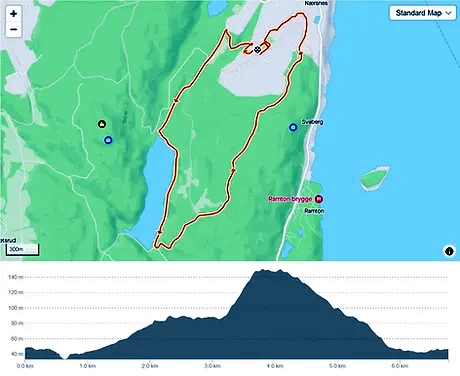 Nærsnes
+
−
Standard Map
Svaberg
Ramton brygge
Ramton
300m
i
140 m
120 m
100 m
80 m
60 m
40 m
0.0 km
1.0 km
2.0 km
3.0 km
4.0 km
5.0 km
6.0 km